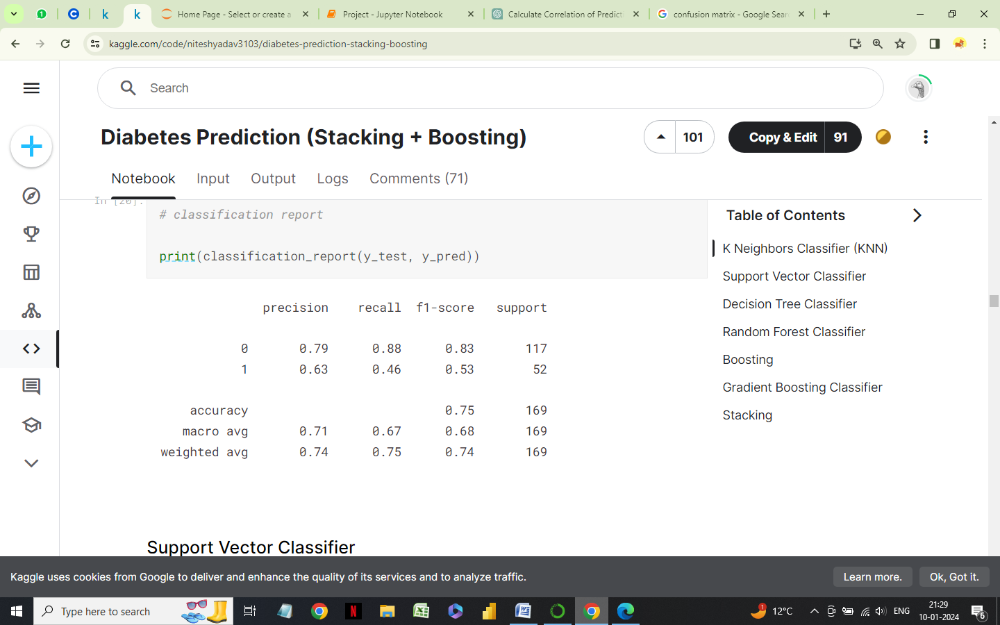 Home Page - Select or create a
Project - Jupyter Notebook
Calculate Correlation of Predicti
confusion matrix - Google Sear
kaggle.com/code/niteshyadav3103/diabetes-prediction-stacking-boosting
Search
Diabetes Prediction (Stacking + Boosting)
101
Copy & Edit 91
Notebook Input Output Logs Comments (71)
In [20]:
# classification report
print(classification_report(y_test, y_pred))
precision recall f1-score support
0 0.79 0.88 0.83 117
1 0.63 0.46 0.53 52
accuracy 0.75 169
macro avg 0.71 0.67 0.68 169
weighted avg 0.74 0.75 0.74 169
Support Vector Classifier
Table of Contents
K Neighbors Classifier (KNN)
Support Vector Classifier
Decision Tree Classifier
Random Forest Classifier
Boosting
Gradient Boosting Classifier
Stacking
Kaggle uses cookies from Google to deliver and enhance the quality of its services and to analyze traffic.
Learn more.
Ok, Got it.
Type here to search
1
12°C
ENG
21:29
10-01-2024
6